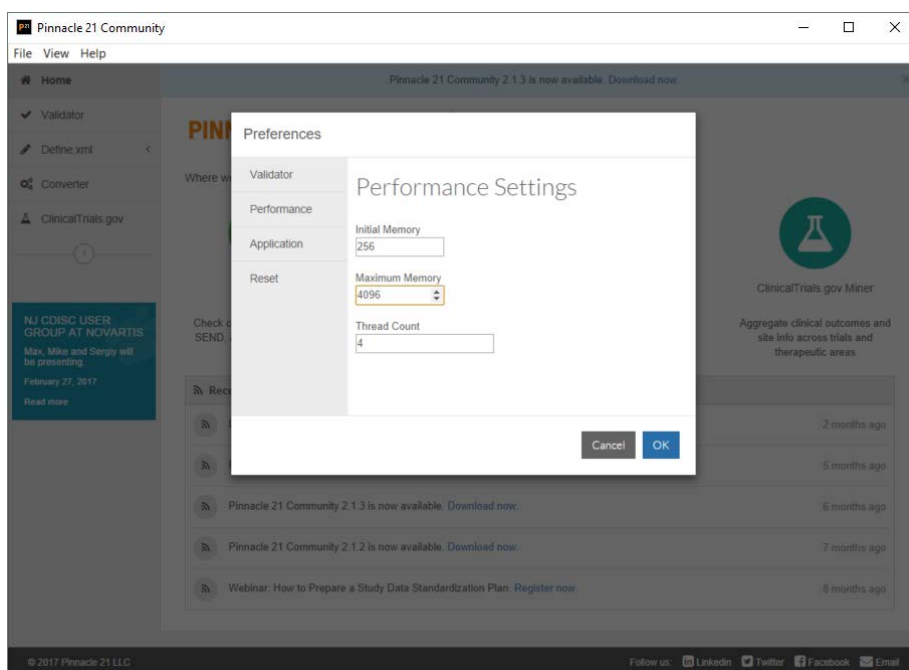 P21 Pinnacle 21 Community
File View Help
Home
Pinnacle 21 Community 2.1.3 is now available. Download now.
Validator
Define.xml
Converter
ClinicalTrials.gov
NJ CDISC USER
GROUP AT NOVARTIS
Max, Mike and Sergiy will
be presenting.
February 27, 2017
Read more
PINN
Where w
Check c
SEND,
Preferences
Validator
Performance
Application
Reset
Performance Settings
Initial Memory
256
Maximum Memory
4096
Thread Count
4
Cancel OK
ClinicalTrials.gov Miner
Aggregate clinical outcomes and
site info across trials and
therapeutic areas.
Rece
2 months ago
5 months ago
Pinnacle 21 Community 2.1.3 is now available. Download now. 6 months ago
Pinnacle 21 Community 2.1.2 is now available. Download now. 7 months ago
Webinar: How to Prepare a Study Data Standardization Plan. Register now. 8 months ago
© 2017 Pinnacle 21 LLC
Follow us: Linkedin Twitter Facebook Email